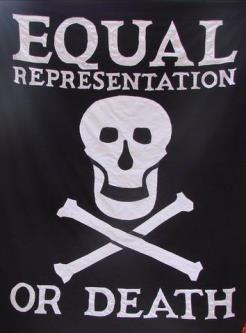 EQUAL
REPRESENTATION
OR DEATH